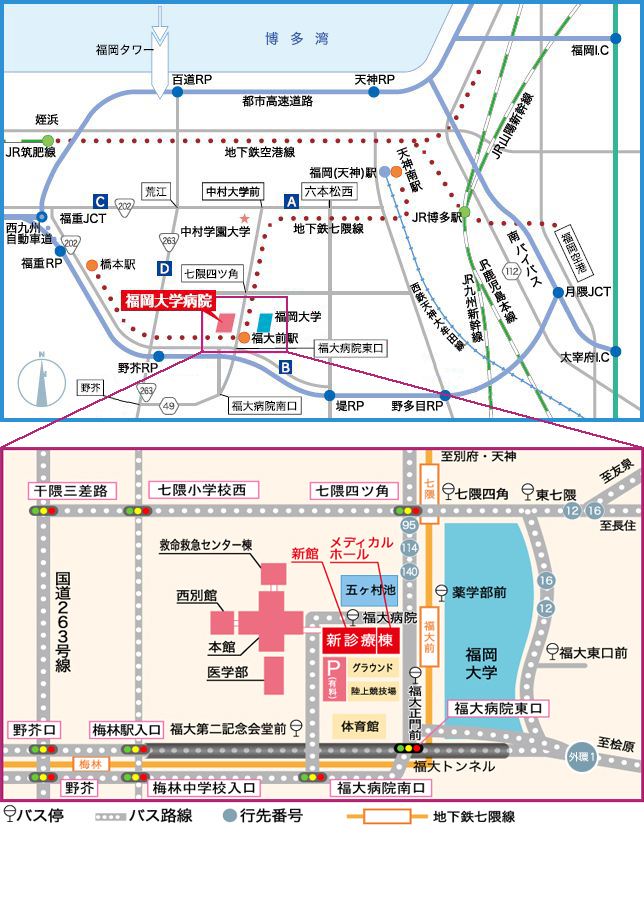 博多湾
福岡タワー
福岡I.C
百道RP
天神RP
都市高速道路
姪浜
JR筑肥線
地下鉄空港線
JR山陽新幹線
福岡(天神)駅
天神南駅
C
202
荒江
中村大学前
A
六本松西
福重JCT
西九州
自動車道
202
福重RP
橋本駅
263
D
中村学園大学
地下鉄七隈線
JR博多駅
南バイパス
福岡空港
七隈四ツ角
112
月隈JCT
福岡大学病院
福岡大学
福大前駅
西鉄天神大牟田線
JR九州新幹線
JR鹿児島本線
福大病院東口
太宰府I.C
N
S
野芥RP
B
野芥
263
49
福大病院南口
堤RP
野多目RP
至別府・天神
至友泉
干隈三差路
七隈小学校西
七隈四ツ角
七隈
七隈四角
東七隈
12
16
至長住
95
救命救急センター棟
新館
メディカル
ホール
114
140
国道263号線
西別館
五ヶ村池
薬学部前
16
12
福大病院
本館
新診療棟
福大前
福岡
大学
福大東口前
医学部
P
(有料)
グラウンド
陸上競技場
福大正門前
福大病院東口
野芥口
梅林駅入口
福大第二記念会堂前
体育館
至桧原
外環1
梅林
福大トンネル
野芥
梅林中学校入口
福大病院南口
バス停
バス路線
行先番号
地下鉄七隈線